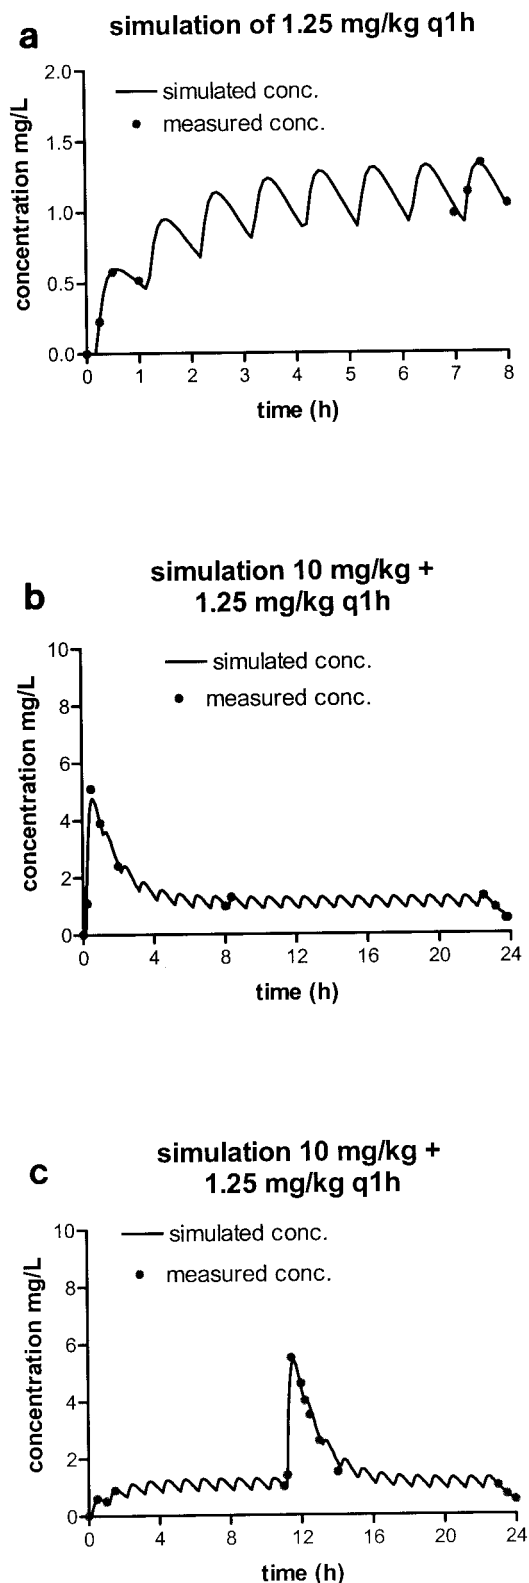 a
simulation of 1.25 mg/kg q1h
simulated conc.
measured conc.
concentration mg/L
2.0
1.5
1.0
0.5
0.0
0 1 2 3 4 5 6 7 8
time (h)
b
simulation 10 mg/kg +
1.25 mg/kg q1h
simulated conc.
measured conc.
concentration mg/L
10
8
6
4
2
0
0 4 8 12 16 20 24
time (h)
c
simulation 10 mg/kg +
1.25 mg/kg q1h
simulated conc.
measured conc.
concentration mg/L
10
8
6
4
2
0
0 4 8 12 16 20 24
time (h)